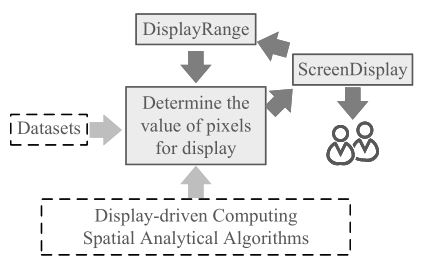 DisplayRange
ScreenDisplay
Determine the
value of pixels
for display
Datasets
Display-driven Computing
Spatial Analytical Algorithms